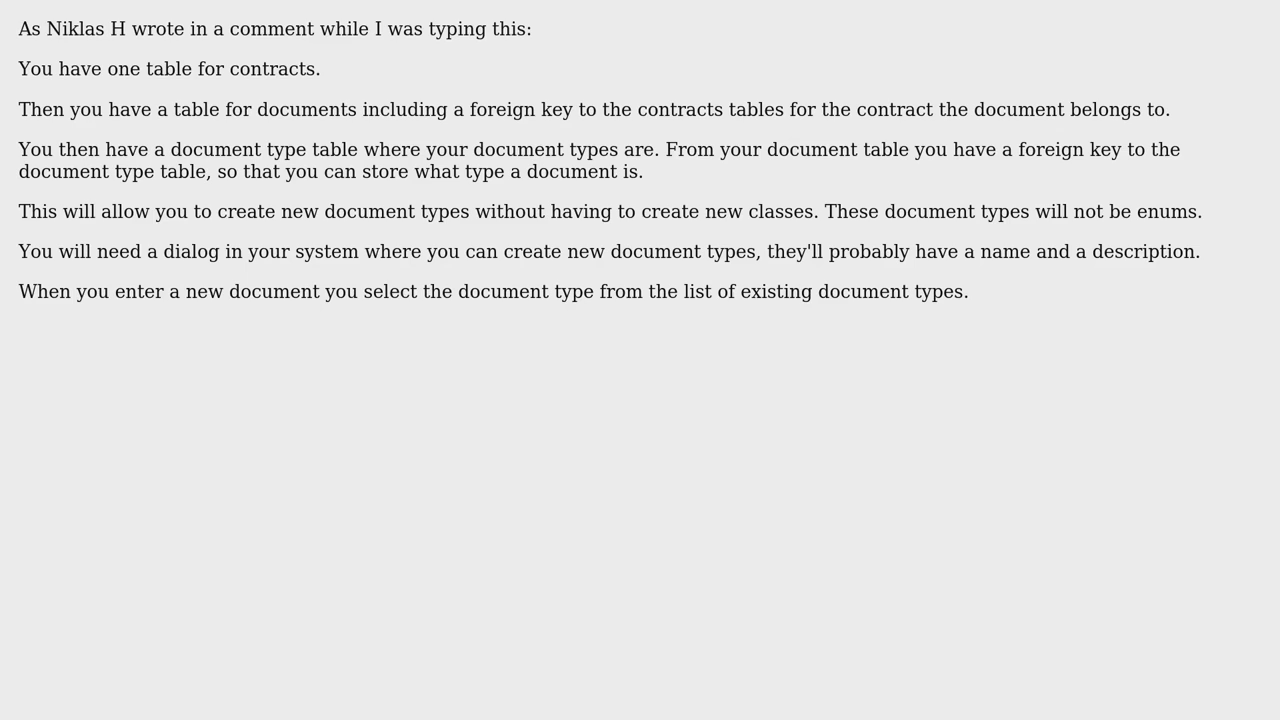 As Niklas H wrote in a comment while I was typing this:
You have one table for contracts.
Then you have a table for documents including a foreign key to the contracts tables for the contract the document belongs to.
You then have a document type table where your document types are. From your document table you have a foreign key to the
document type table, so that you can store what type a document is.
This will allow you to create new document types without having to create new classes. These document types will not be enums.
You will need a dialog in your system where you can create new document types, they'll probably have a name and a description.
When you enter a new document you select the document type from the list of existing document types.